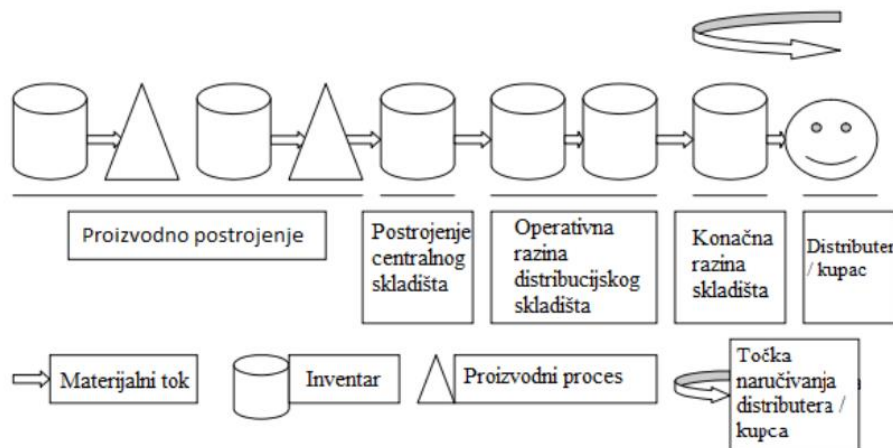 Proizvodno postrojenje
Postrojenje
centralnog
skladišta
Operativna
razina
distribucijskog
skladišta
Konačna
razina
skladišta
Distributer
/ kupac
Materijalni tok
Inventar
Proizvodni proces
Točka
naručivanja
distributera /
kupca